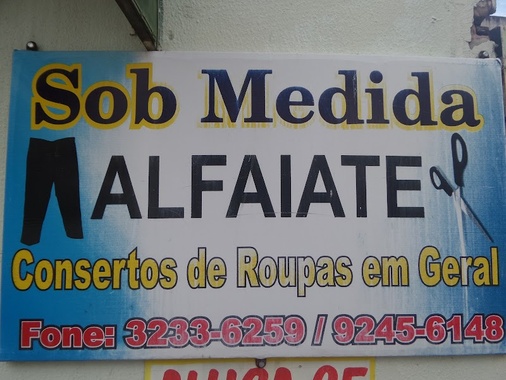 Sob Medida
ALFAIATE
Consertos de Roupas em Geral
Fone: 3233-6259 / 9245-6148